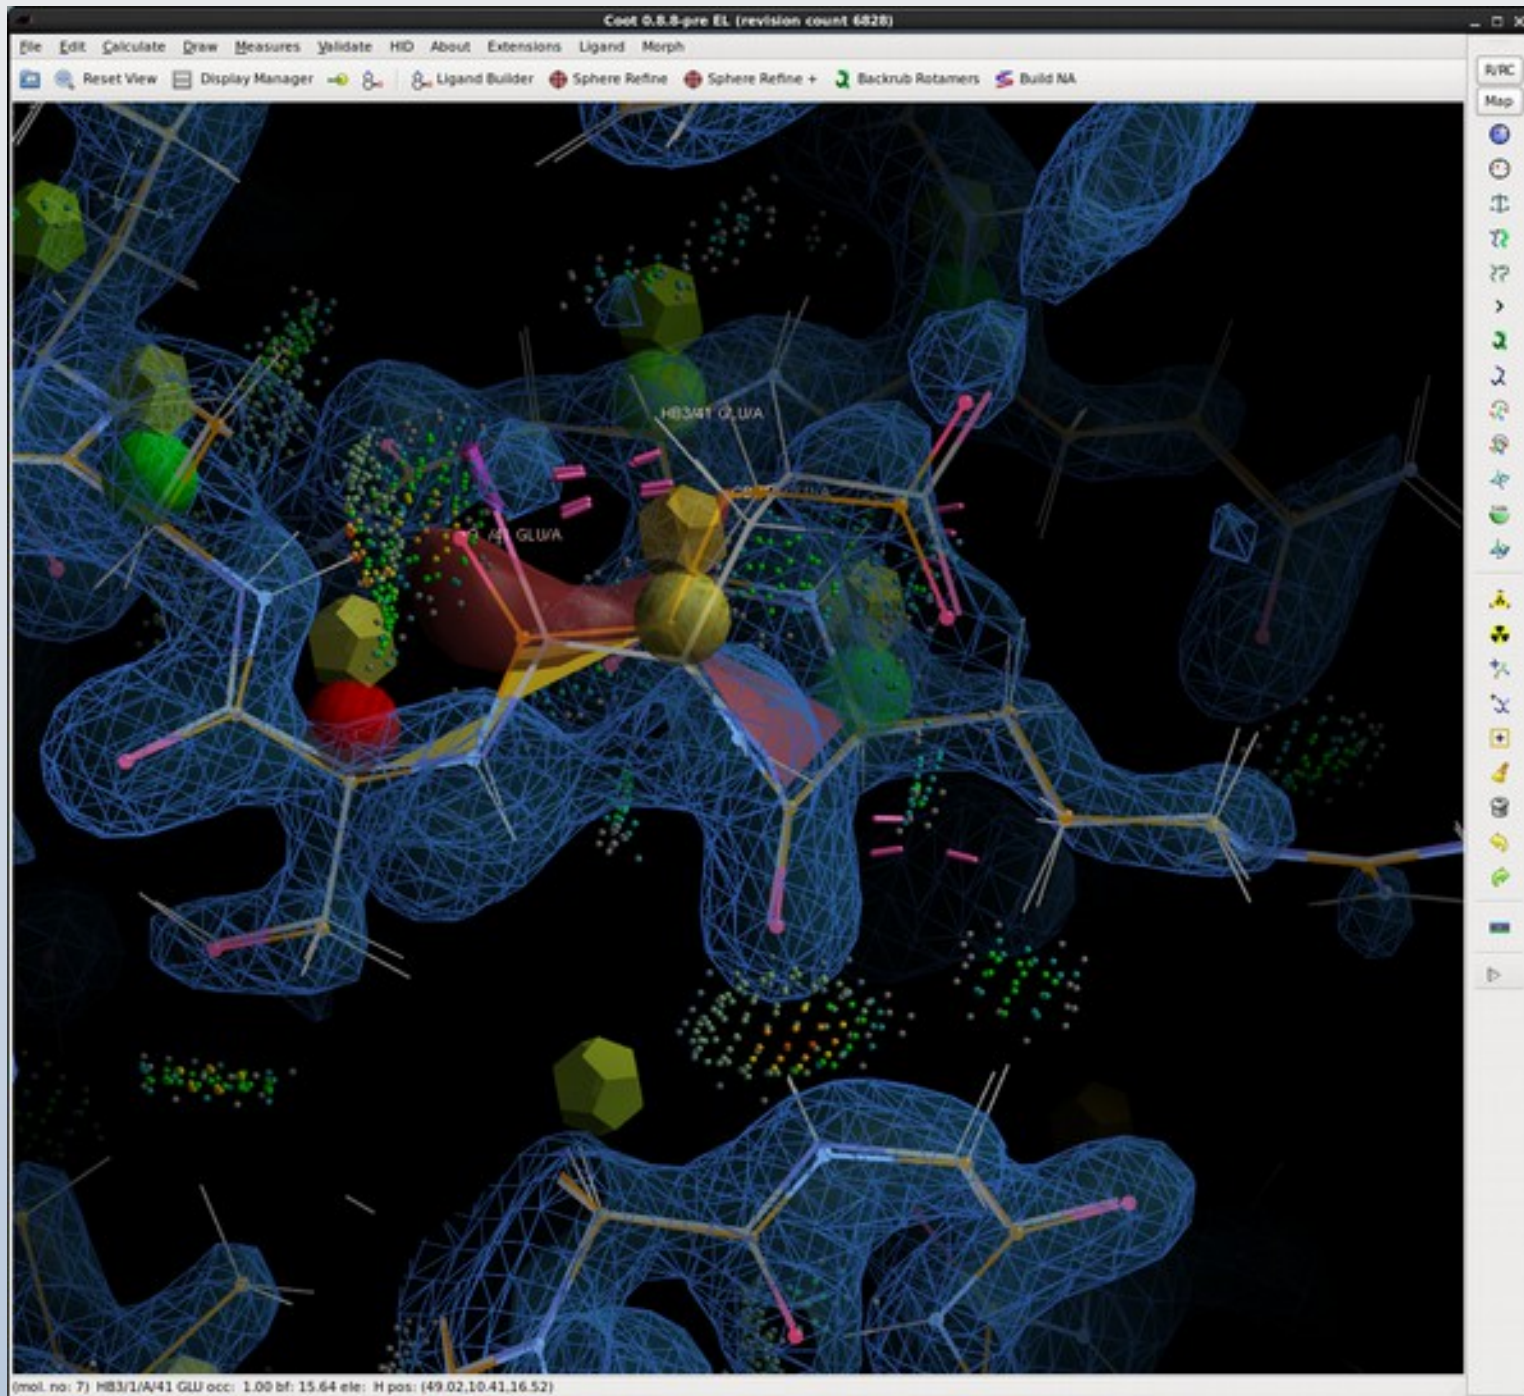 Coot 0.8.8-pre EL (revision count 6828)
File Edit Calculate Draw Measures Validate HID About Extensions Ligand Morph
Reset View Display Manager Ligand Builder Sphere Refine Sphere Refine + Backrub Rotamers Build NA
R/RC
Map
HB3/41 GLU/A
/41 GLU/A
(mol. no: 7) HB3/1/A/41 GLU occ: 1.00 bf: 15.64 ele: H pos: (49.02,10.41,16.52)